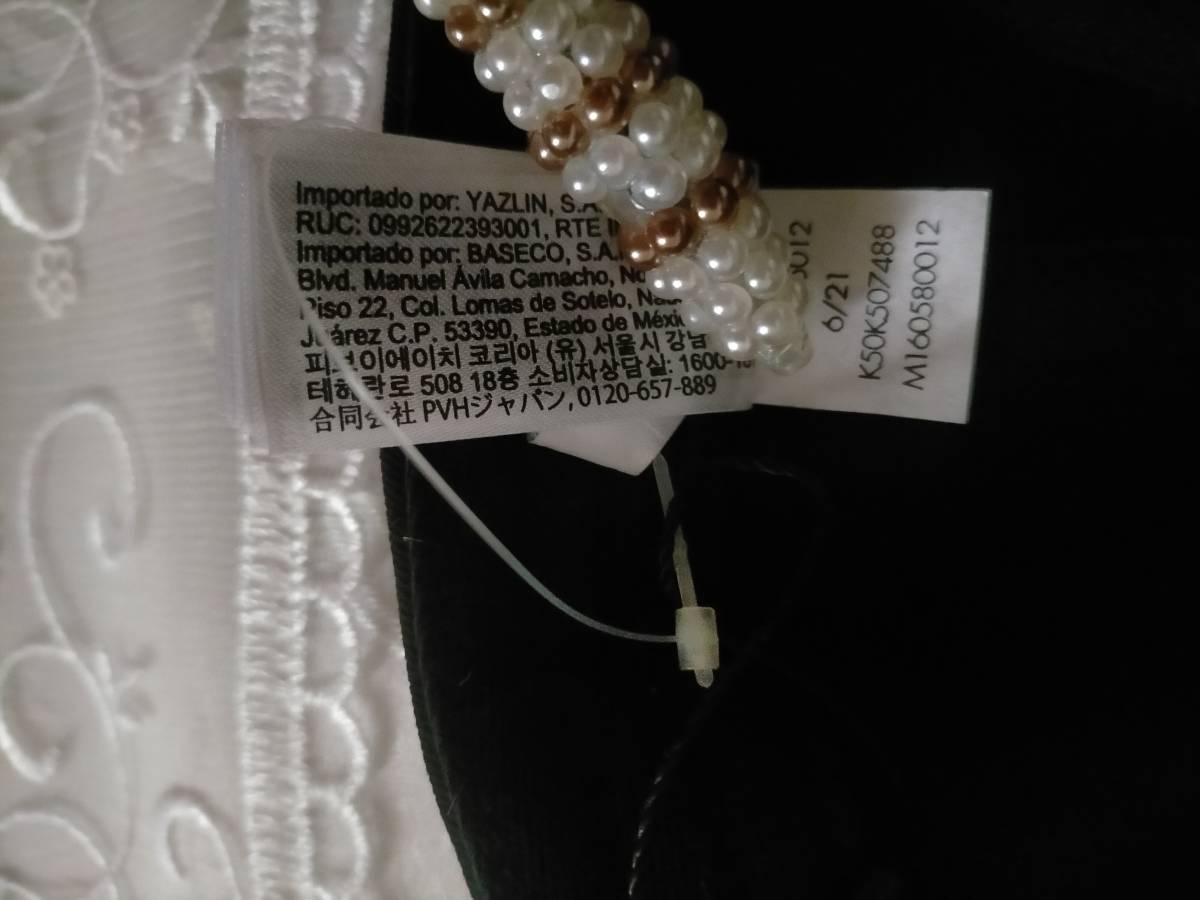 Importado por: YAZLIN, S.A.
RUC: 0992622393001, RTE
Importado por: BASECO, S.A.
Blvd. Manuel Ávila Camacho,
Piso 22, Col. Lomas de Sotelo,
Juárez C.P. 53390, Estado de
피브이에이치 코리아 (유) 서울시 강남
테헤란로 508 18층 소비자상담실: 1600-
合同会社 PVHジャパン, 0120-657-889
0012
6/21
K50K507488
M160580012